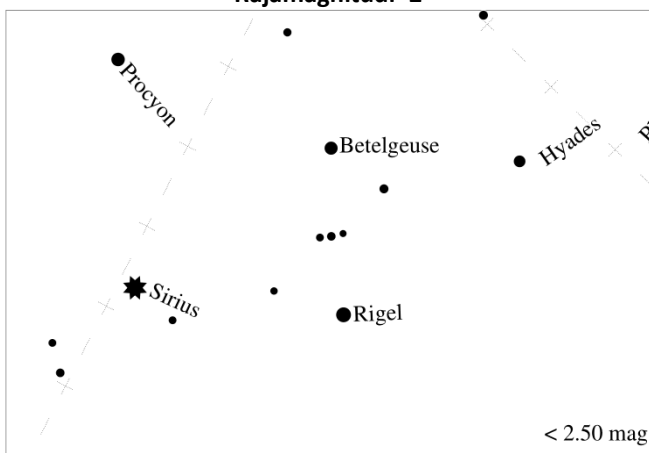 Procyon
Betelgeuse
Hyades
Sirius
Rigel
< 2.50 mag